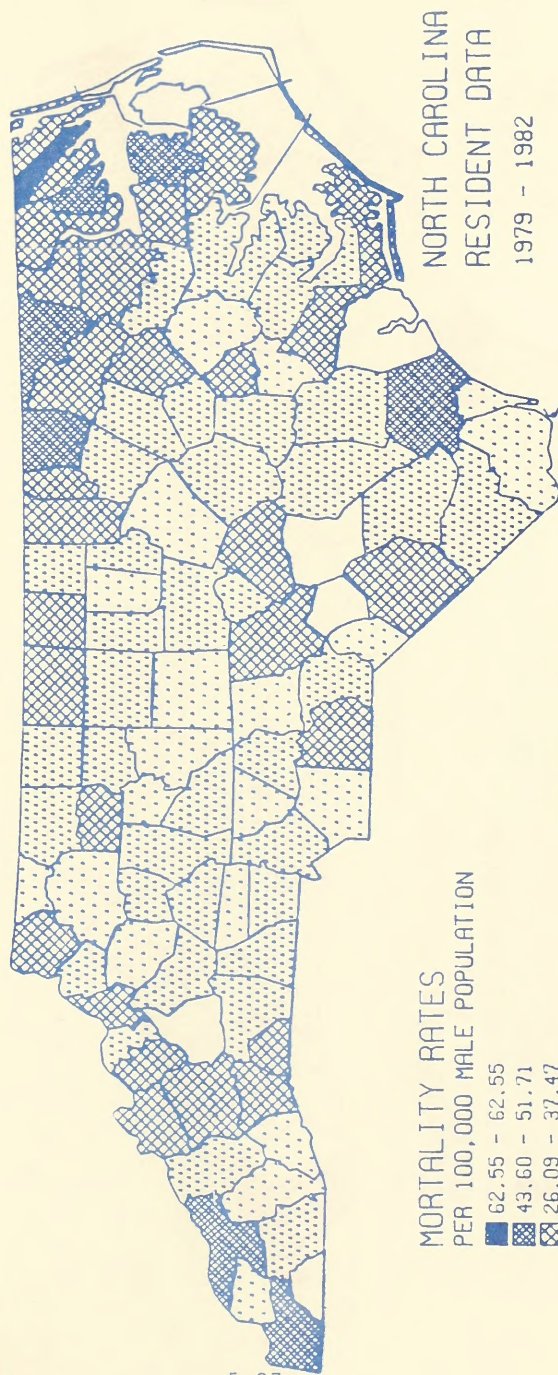 NORTH CAROLINA
RESIDENT DATA
1979 - 1982
MORTALITY RATES
PER 100,000 MALE POPULATION
62.55 - 62.55
43.60 - 51.71
26.09 - 37.47